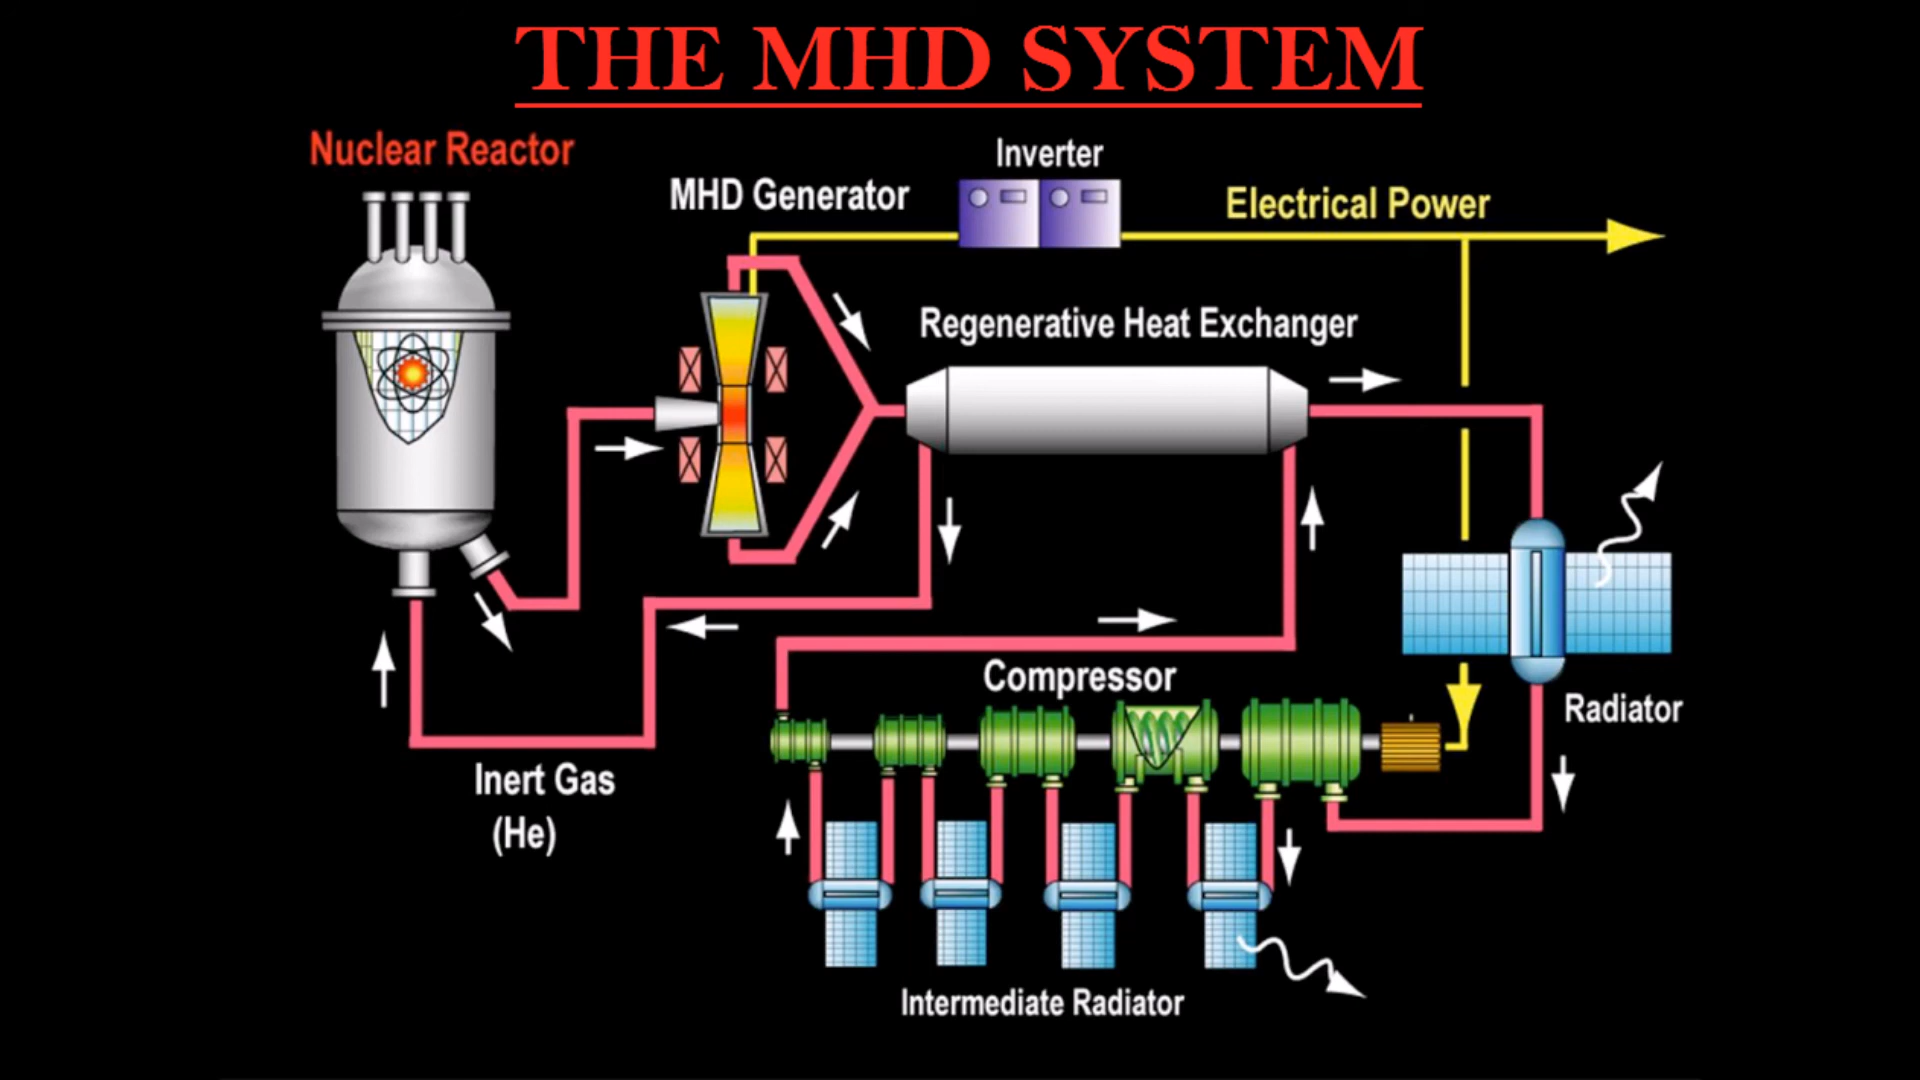 THE MHD SYSTEM
Nuclear Reactor
Inverter
MHD Generator
Electrical Power
Regenerative Heat Exchanger
Compressor
Radiator
Inert Gas
(He)
Intermediate Radiator